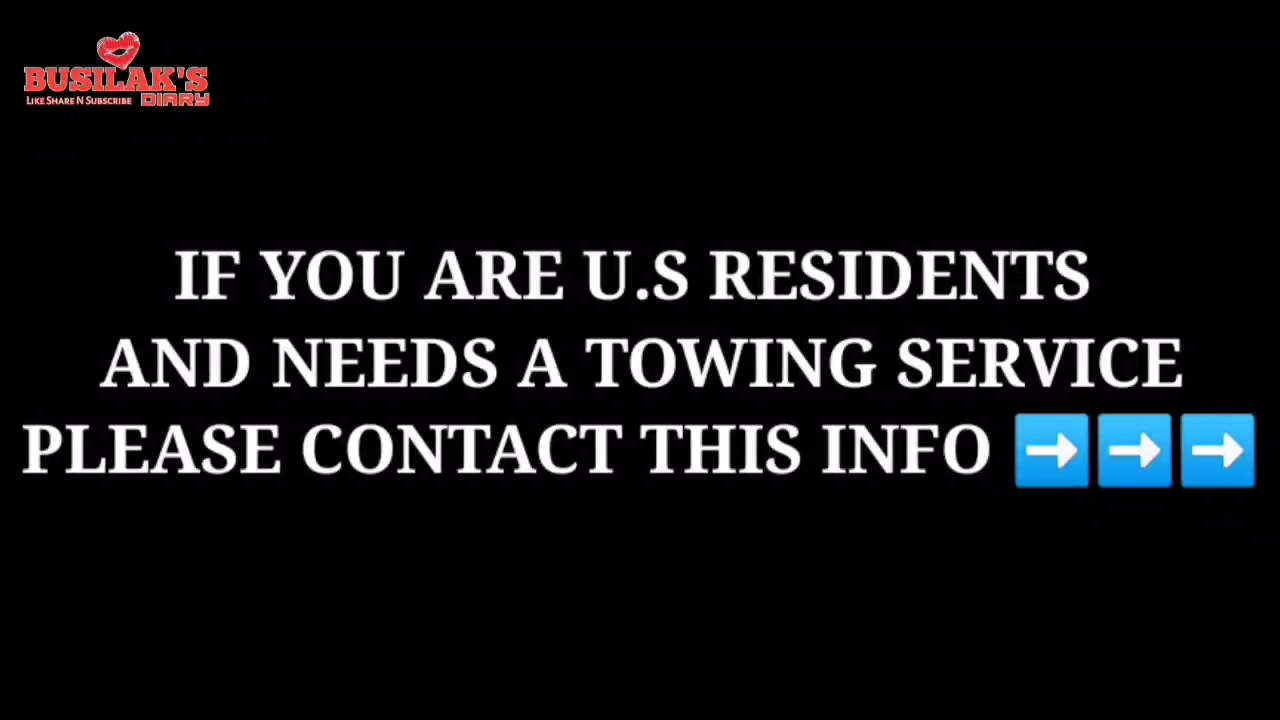 BUSILAK'S
LIKE SHARE N SUBSCRIBE DIARY
IF YOU ARE U.S RESIDENTS
AND NEEDS A TOWING SERVICE
PLEASE CONTACT THIS INFO ➡️➡️➡️